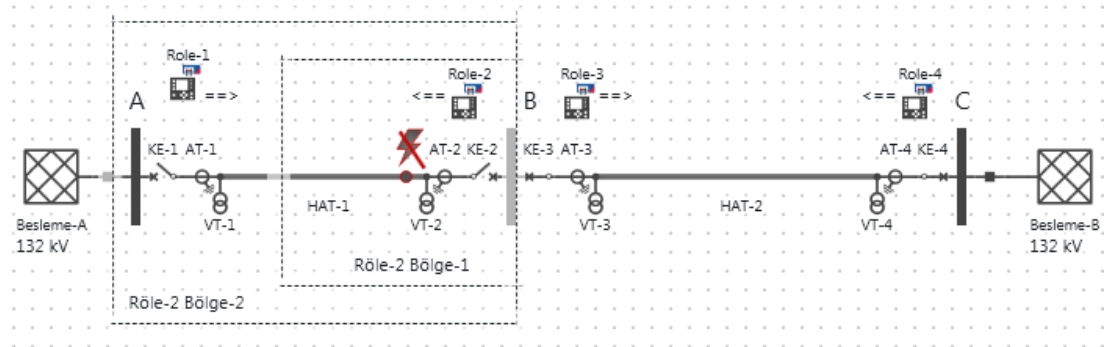 Role-1
==>
A
KE-1 AT-1
VT-1
Besleme-A
132 kV
HAT-1
Role-2
<==
AT-2 KE-2
VT-2
Röle-2 Bölge-1
Röle-2 Bölge-2
B
Role-3
==>
KE-3 AT-3
VT-3
HAT-2
Role-4
<==
C
AT-4 KE-4
VT-4
Besleme-B
132 kV